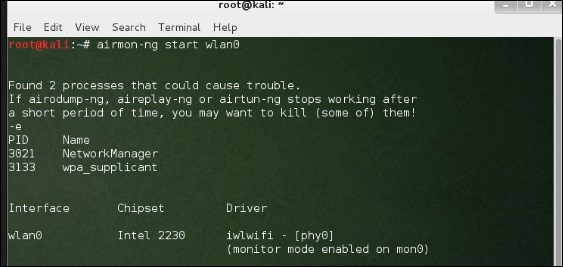 root@kali: ~
File Edit View Search Terminal Help
root@kali:~# airmon-ng start wlan0
Found 2 processes that could cause trouble.
If airodump-ng, aireplay-ng or airtun-ng stops working after
a short period of time, you may want to kill (some of) them!
-e
PID Name
3021 NetworkManager
3133 wpa_supplicant
Interface Chipset Driver
wlan0 Intel 2230 iwlwifi - [phy0]
(monitor mode enabled on mon0)